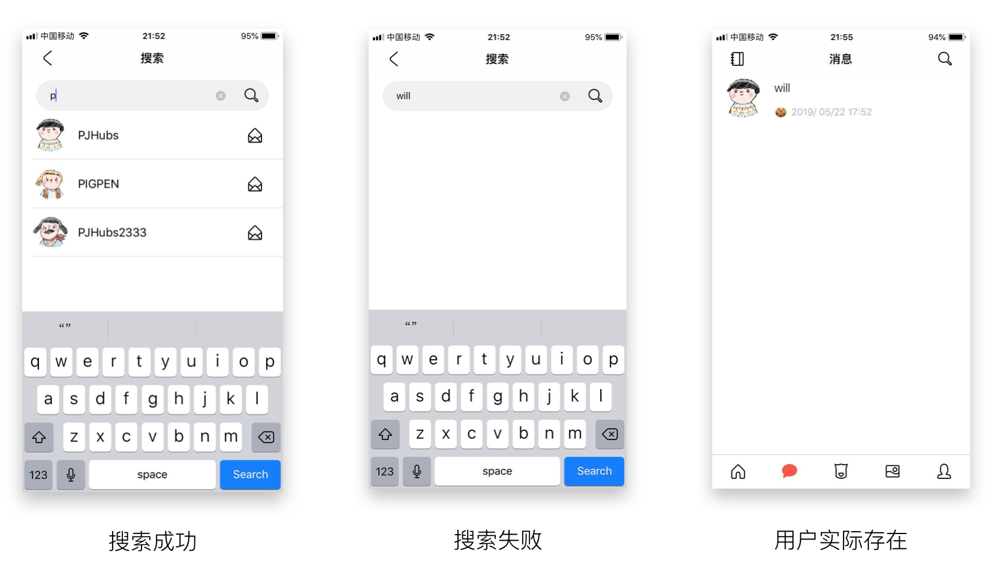 中国移动 21:52 95%
搜索
p
PJHubs
PIGPEN
PJHubs2333
“”
q w e r t y u i o p
a s d f g h j k l
z x c v b n m
123 space Search
搜索成功
中国移动 21:52 95%
搜索
will
“”
q w e r t y u i o p
a s d f g h j k l
z x c v b n m
123 space Search
搜索失败
中国移动 21:55 94%
消息
will
2019/ 05/22 17:52
用户实际存在